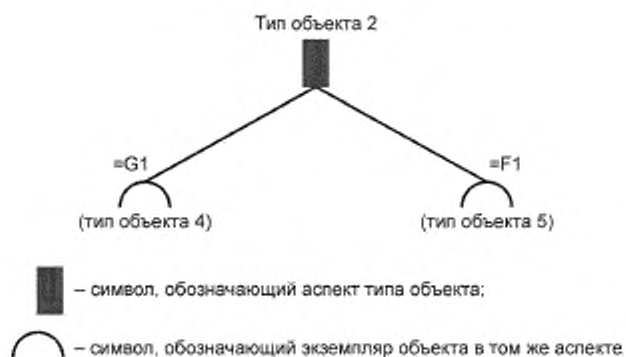 Тип объекта 2
=G1
=F1
(тип объекта 4)
(тип объекта 5)
– символ, обозначающий аспект типа объекта;
– символ, обозначающий экземпляр объекта в том же аспекте